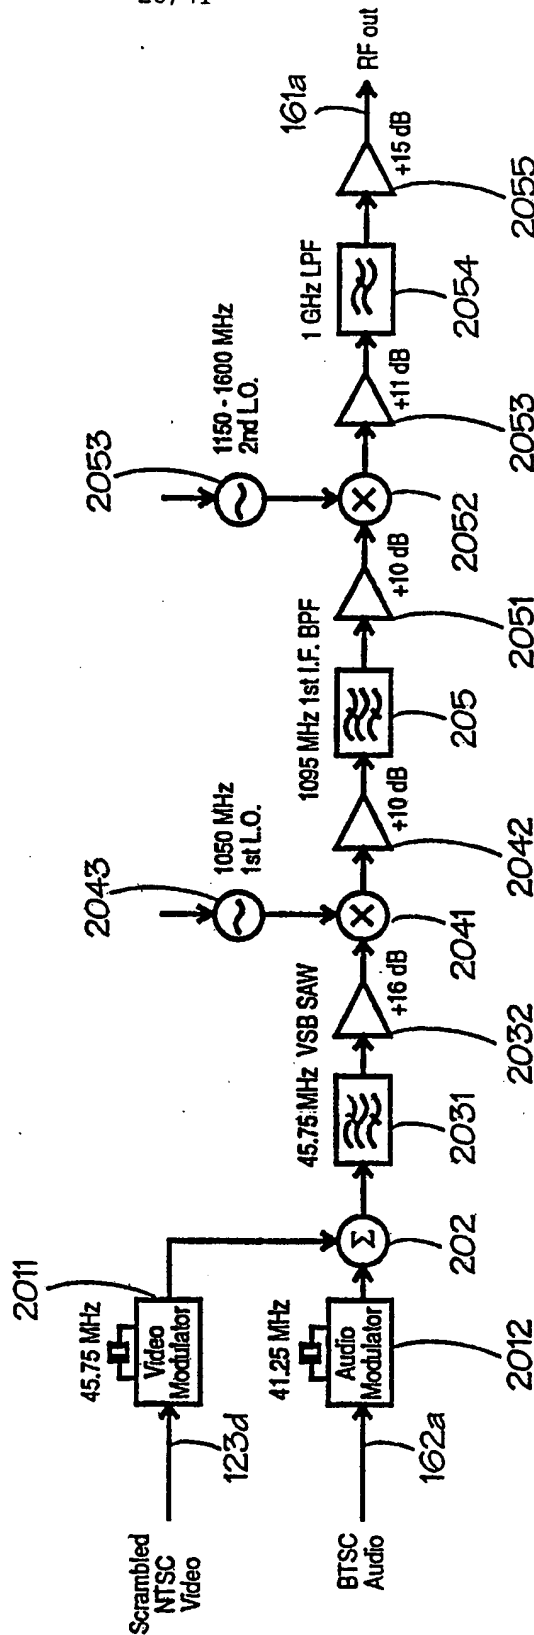 Scrambled
NTSC
Video
123d
45.75 MHz
Video
Modulator
2011
BTSC
Audio
162a
41.25 MHz
Audio
Modulator
2012
Σ
202
45.75 MHz VSB SAW
2031
+16 dB
2032
2043
1050 MHz
1st L.O.
2041
+10 dB
2042
1095 MHz 1st I.F. BPF
205
+10 dB
2051
2053
1150 - 1600 MHz
2nd L.O.
2052
+11 dB
2053
1 GHz LPF
2054
+15 dB
2055
161a
RF out